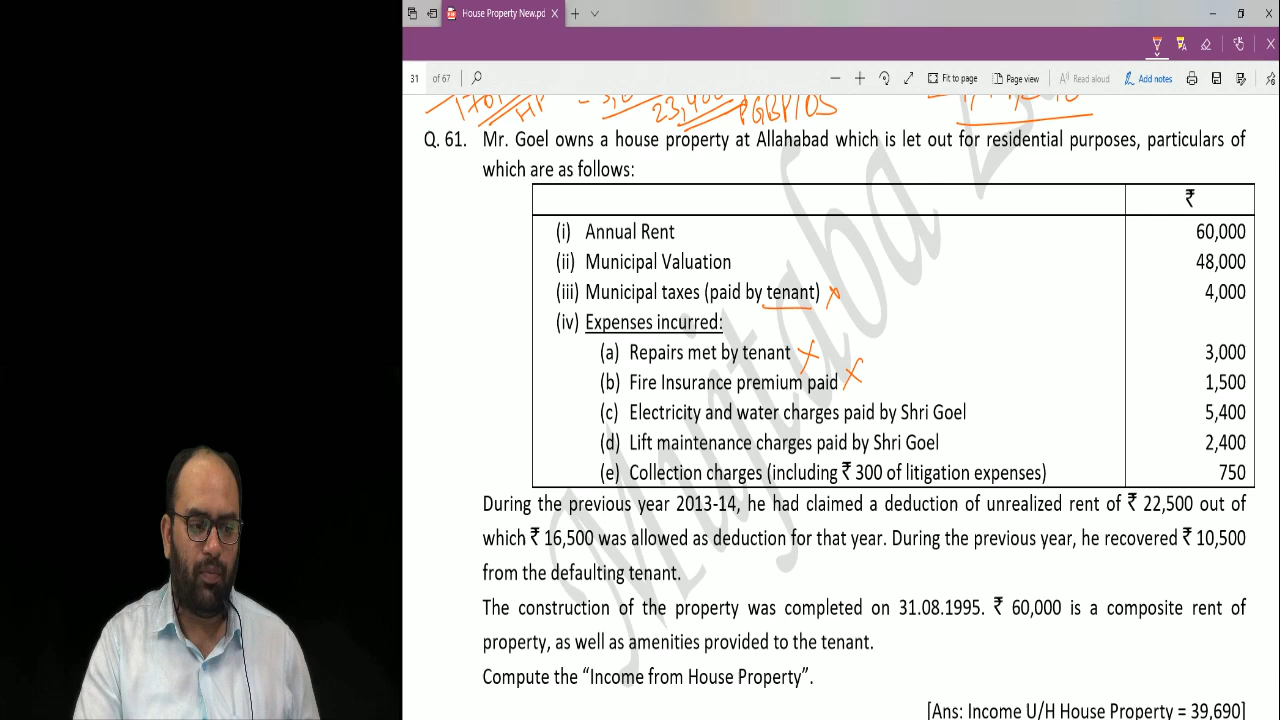 House Property New.pd
31 of 67
Fit to page
Page view
Read aloud
Add notes
23,400 PGBP/OS
Q. 61. Mr. Goel owns a house property at Allahabad which is let out for residential purposes, particulars of
which are as follows:
₹
(i) Annual Rent 60,000
(ii) Municipal Valuation 48,000
(iii) Municipal taxes (paid by tenant) 4,000
(iv) Expenses incurred:
(a) Repairs met by tenant 3,000
(b) Fire Insurance premium paid 1,500
(c) Electricity and water charges paid by Shri Goel 5,400
(d) Lift maintenance charges paid by Shri Goel 2,400
(e) Collection charges (including ₹ 300 of litigation expenses) 750
During the previous year 2013-14, he had claimed a deduction of unrealized rent of ₹ 22,500 out of
which ₹ 16,500 was allowed as deduction for that year. During the previous year, he recovered ₹ 10,500
from the defaulting tenant.
The construction of the property was completed on 31.08.1995. ₹ 60,000 is a composite rent of
property, as well as amenities provided to the tenant.
Compute the “Income from House Property”.
[Ans: Income U/H House Property = 39,690]
Mujtaba